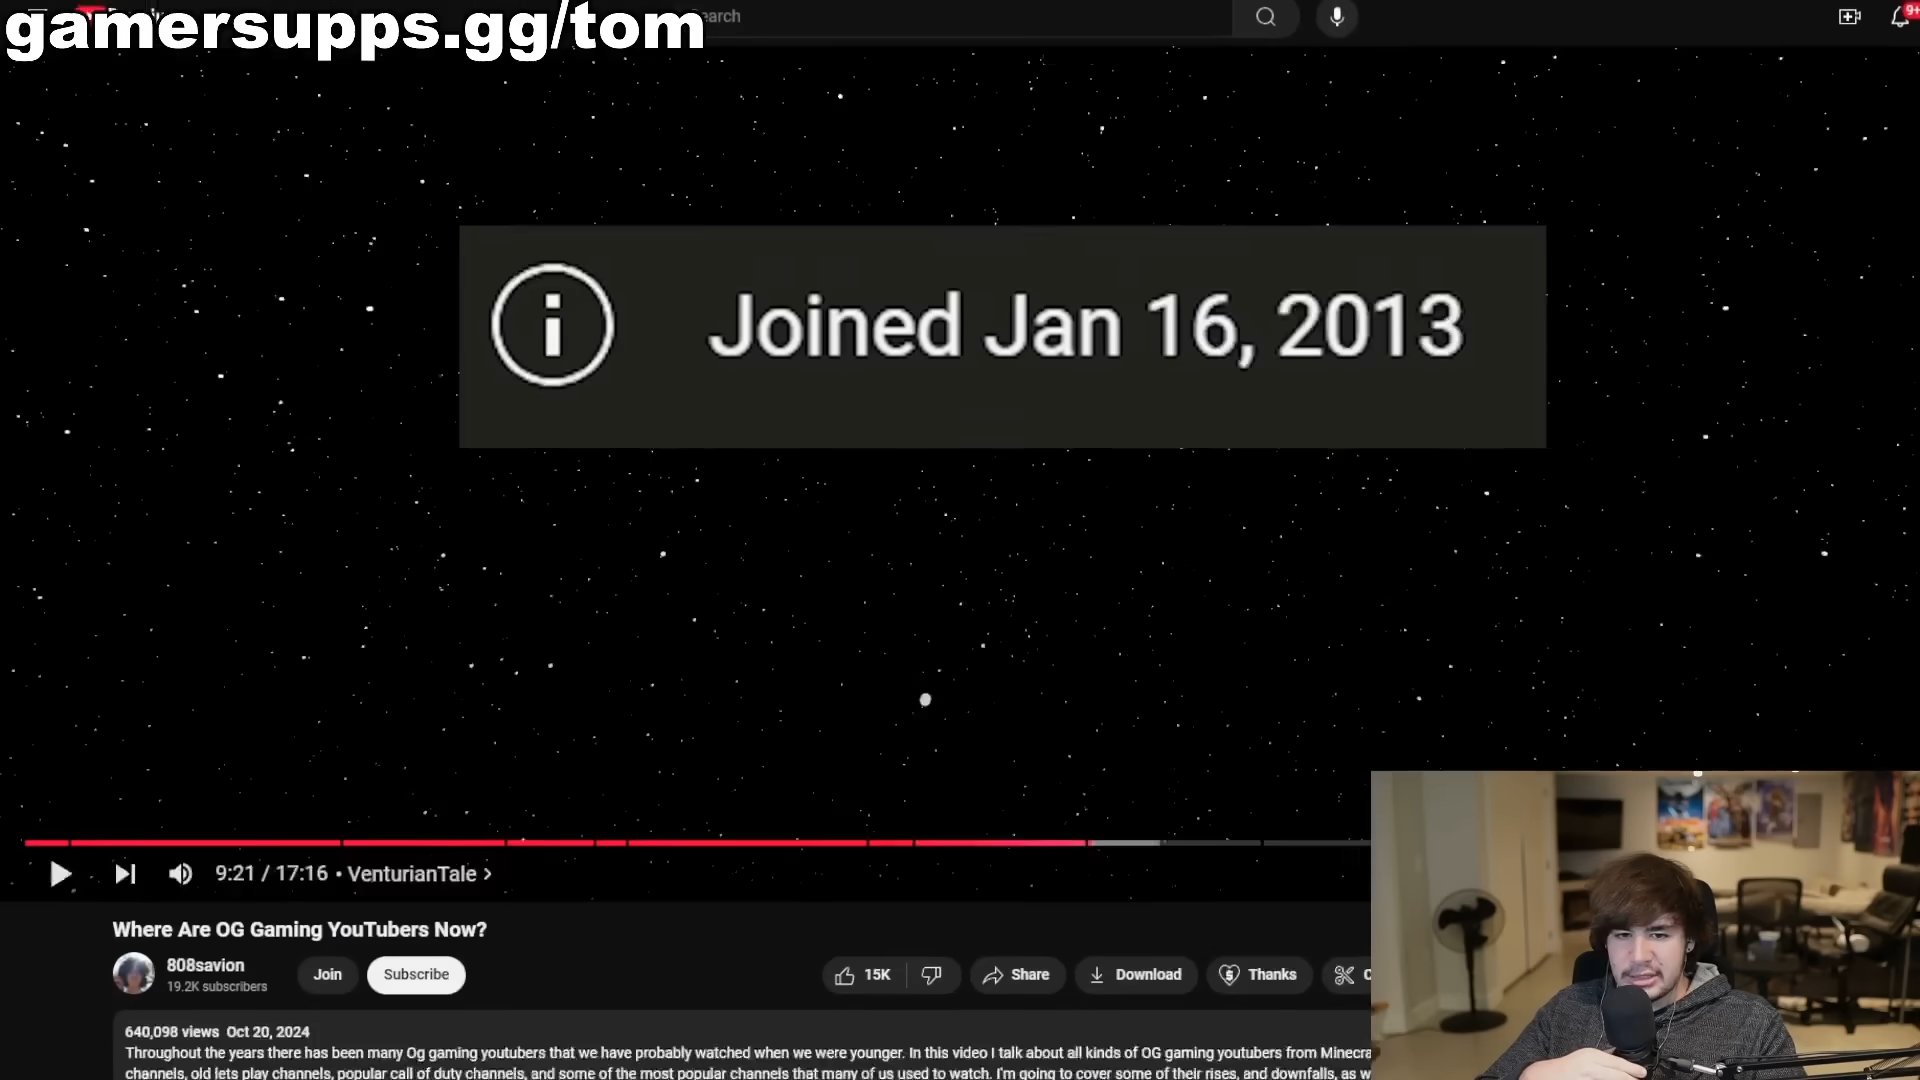 gamersupps.gg/tom
earch
9+
Joined Jan 16, 2013
9:21 / 17:16 • VenturianTale >
Where Are OG Gaming YouTubers Now?
808savion
19.2K subscribers
Join
Subscribe
15K
Share
Download
Thanks
C
640,098 views Oct 20, 2024
Throughout the years there has been many Og gaming youtubers that we have probably watched when we were younger. In this video I talk about all kinds of OG gaming youtubers from Minecra
channels, old lets play channels, popular call of duty channels, and some of the most popular channels that many of us used to watch. I'm going to cover some of their rises, and downfalls, as w